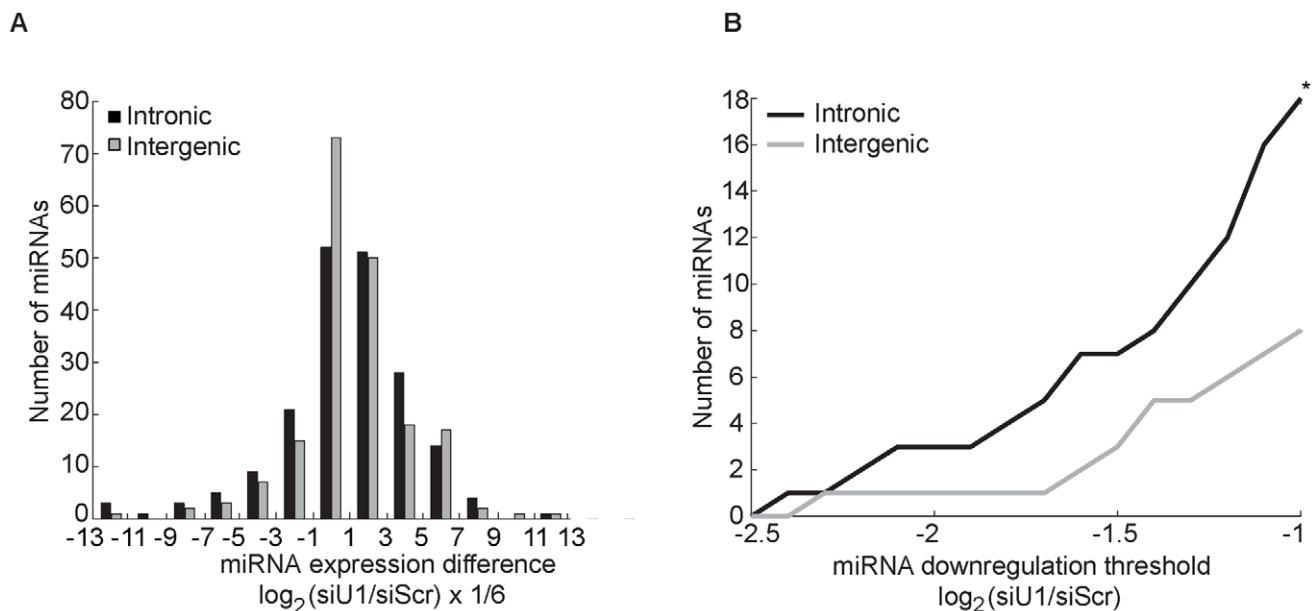 A
Number of miRNAs
80
70
60
50
40
30
20
10
0
Intronic
Intergenic
-13 -11 -9 -7 -5 -3 -1 1 3 5 7 9 11 13
miRNA expression difference
log2(siU1/siScr) x 1/6
B
Number of miRNAs
18
16
14
12
10
8
6
4
2
0
Intronic
Intergenic
*
-2.5 -2 -1.5 -1
miRNA downregulation threshold
log2(siU1/siScr)